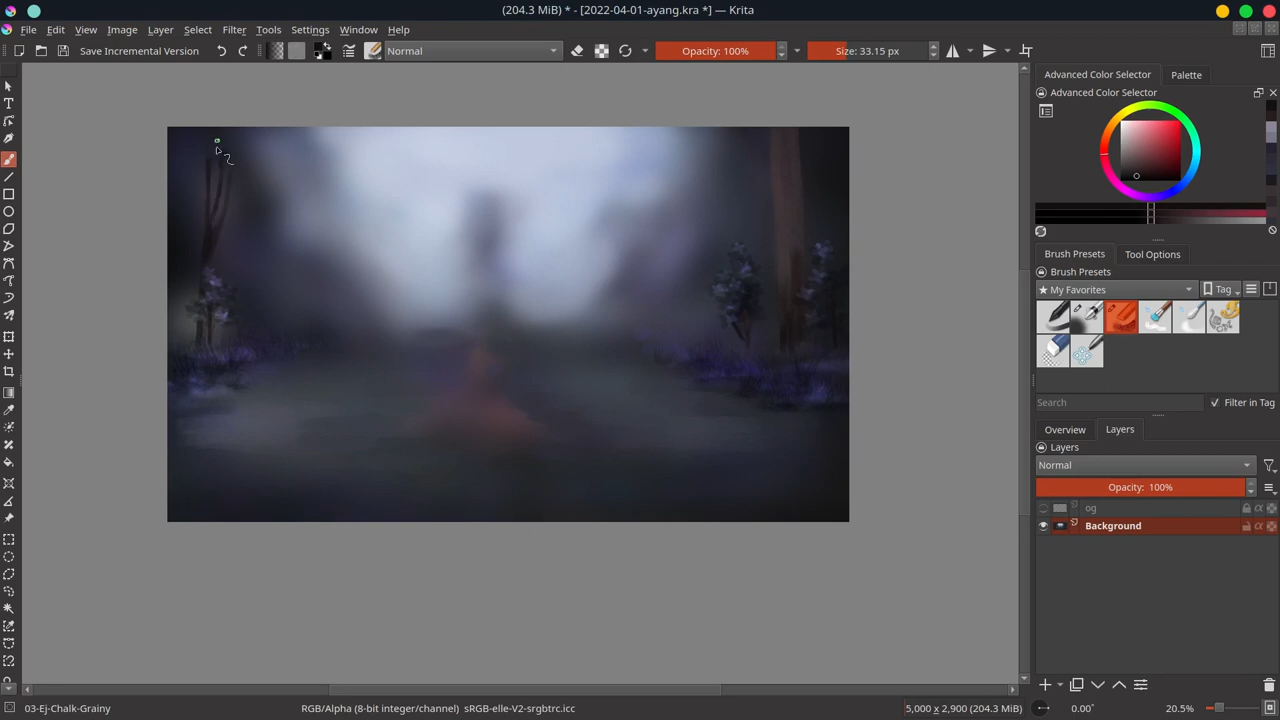 (204.3 MiB) * - [2022-04-01-ayang.kra *] — Krita
File Edit View Image Layer Select Filter Tools Settings Window Help
Save Incremental Version Normal Opacity: 100% Size: 33.15 px
Advanced Color Selector Palette
Advanced Color Selector
Brush Presets Tool Options
Brush Presets
★ My Favorites Tag
Search Filter in Tag
Overview Layers
Layers
Normal
Opacity: 100%
og
Background
03-Ej-Chalk-Grainy RGB/Alpha (8-bit integer/channel) sRGB-elle-V2-srgbtrc.icc 5,000 x 2,900 (204.3 MiB) 0.00° 20.5%